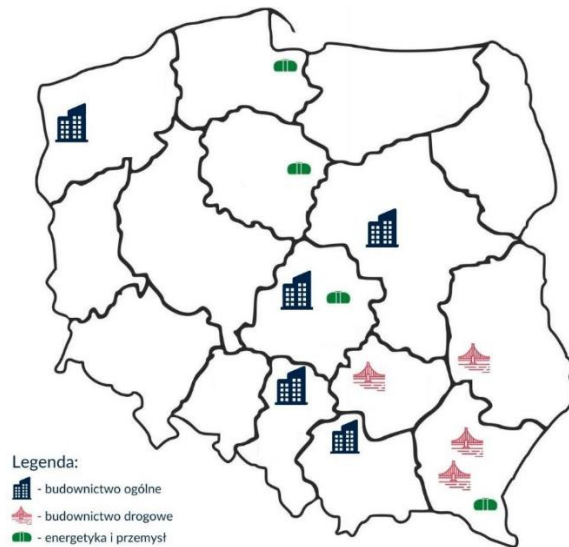 Legenda:
- budownictwo ogólne
- budownictwo drogowe
- energetyka i przemysł